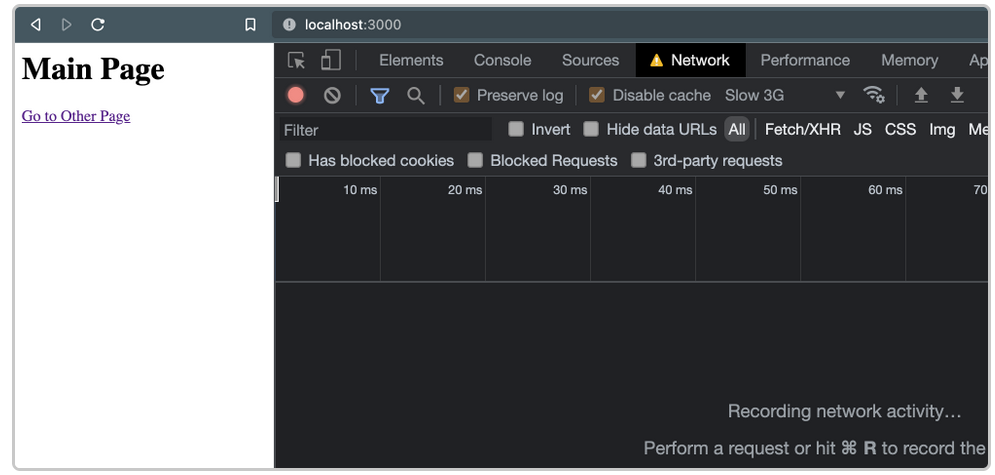 localhost:3000
Main Page
Go to Other Page
Elements Console Sources Network Performance Memory Ap
Preserve log Disable cache Slow 3G
Filter Invert Hide data URLs All Fetch/XHR JS CSS Img Me
Has blocked cookies Blocked Requests 3rd-party requests
10 ms 20 ms 30 ms 40 ms 50 ms 60 ms 70
Recording network activity…
Perform a request or hit ⌘ R to record the